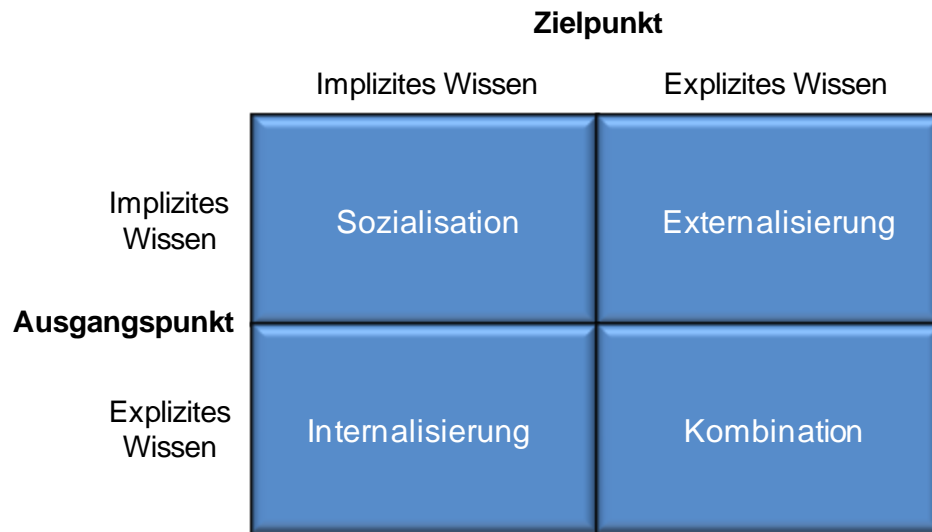 Zielpunkt
Implizites Wissen Explizites Wissen
Implizites
Wissen
Sozialisation Externalisierung
Ausgangspunkt
Explizites
Wissen
Internalisierung Kombination